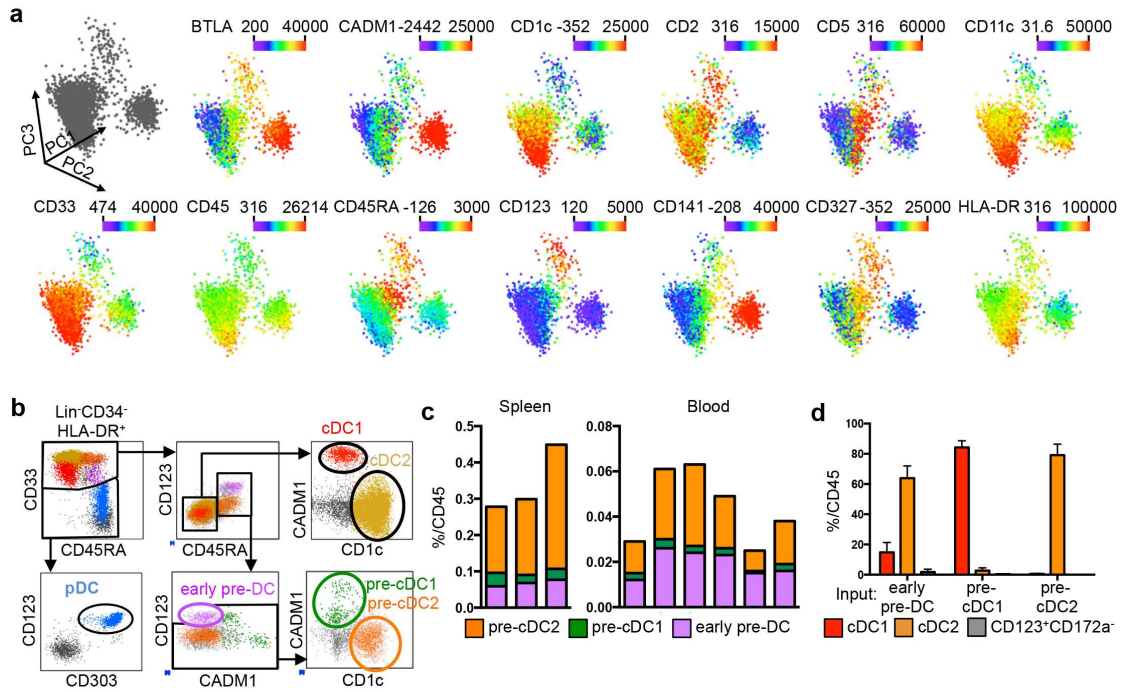 a
BTLA 200 40000
CADM1 -2442 25000
CD1c -352 25000
CD2 316 15000
CD5 316 60000
CD11c 31.6 50000
PC3
PC1
PC2
CD33 474 40000
CD45 316 26214
CD45RA -126 3000
CD123 120 5000
CD141 -208 40000
CD327 -352 25000
HLA-DR 316 100000
b
Lin⁻CD34⁻
HLA-DR⁺
CD33
CD45RA
CD123
CD45RA
cDC1
cDC2
CADM1
CD1c
pDC
CD123
CD303
early pre-DC
CD123
CADM1
pre-cDC1
pre-cDC2
CADM1
CD1c
c
Spleen
Blood
%/CD45
0.5
0.4
0.3
0.2
0.1
0.0
0.08
0.06
0.04
0.02
0.00
pre-cDC2
pre-cDC1
early pre-DC
d
%/CD45
100
80
60
40
20
0
Input:
early
pre-DC
pre-
cDC1
pre-
cDC2
cDC1
cDC2
CD123⁺CD172a⁻